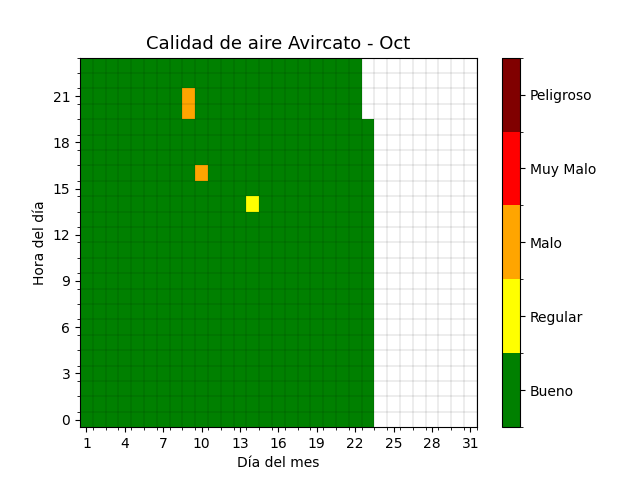 Calidad de aire Avircato - Oct
Hora del día
21
18
15
12
9
6
3
0
1 4 7 10 13 16 19 22 25 28 31
Día del mes
Peligroso
Muy Malo
Malo
Regular
Bueno